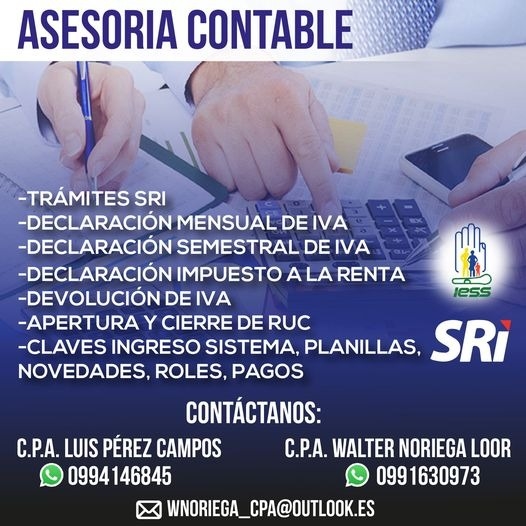 ASESORIA CONTABLE
-TRÁMITES SRI
-DECLARACIÓN MENSUAL DE IVA
-DECLARACIÓN SEMESTRAL DE IVA
-DECLARACIÓN IMPUESTO A LA RENTA
-DEVOLUCIÓN DE IVA
-APERTURA Y CIERRE DE RUC
-CLAVES INGRESO SISTEMA, PLANILLAS,
NOVEDADES, ROLES, PAGOS
IESS
SRi
CONTÁCTANOS:
C.P.A. LUIS PÉREZ CAMPOS
0994146845
C.P.A. WALTER NORIEGA LOOR
0991630973
WNORIEGA_CPA@OUTLOOK.ES